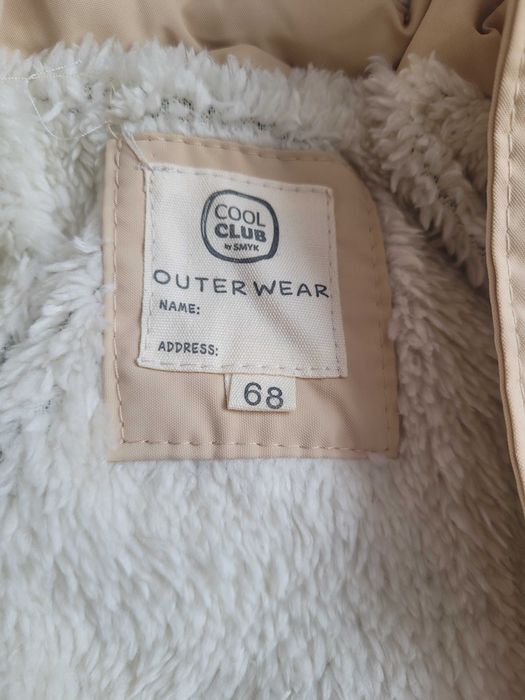 COOL
CLUB
by SMYK
OUTERWEAR
NAME:
ADDRESS:
68